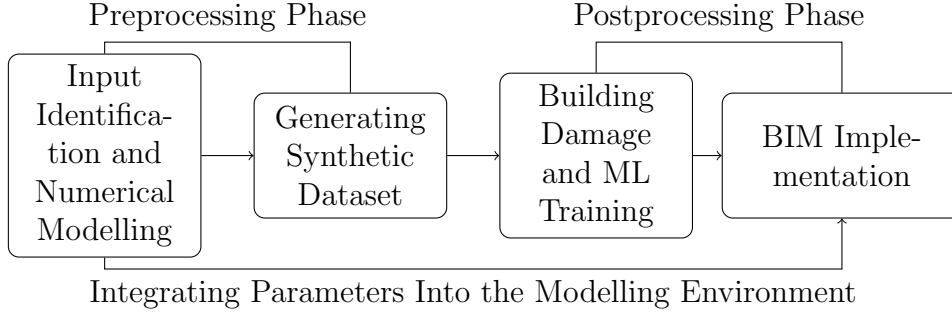 Preprocessing Phase
Postprocessing Phase
Input
Identifica-
tion and
Numerical
Modelling
Generating
Synthetic
Dataset
Building
Damage
and ML
Training
BIM Imple-
mentation
Integrating Parameters Into the Modelling Environment